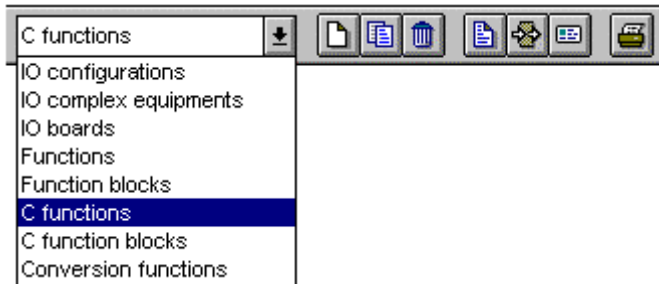 C functions
IO configurations
IO complex equipments
IO boards
Functions
Function blocks
C functions
C function blocks
Conversion functions